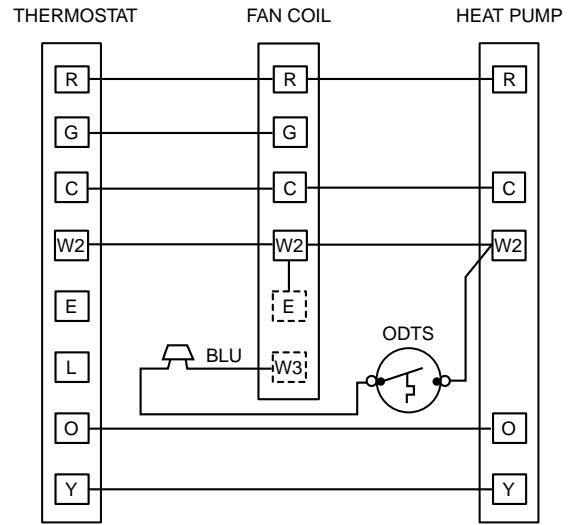 THERMOSTAT FAN COIL HEAT PUMP
R R R
G G
C C C
W2 W2 W2
E E
ODTS
L BLU W3
O O
Y Y